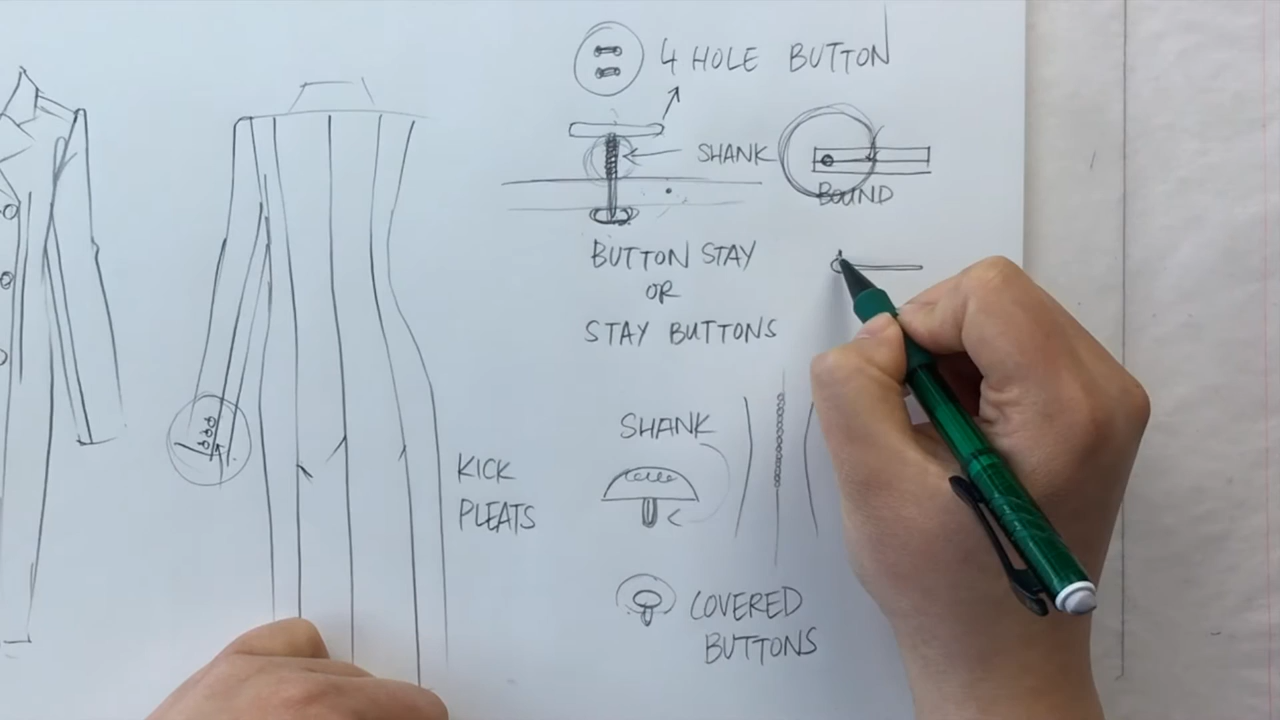 4 HOLE BUTTON
SHANK
BOUND
BUTTON STAY
OR
STAY BUTTONS
SHANK
KICK
PLEATS
COVERED
BUTTONS